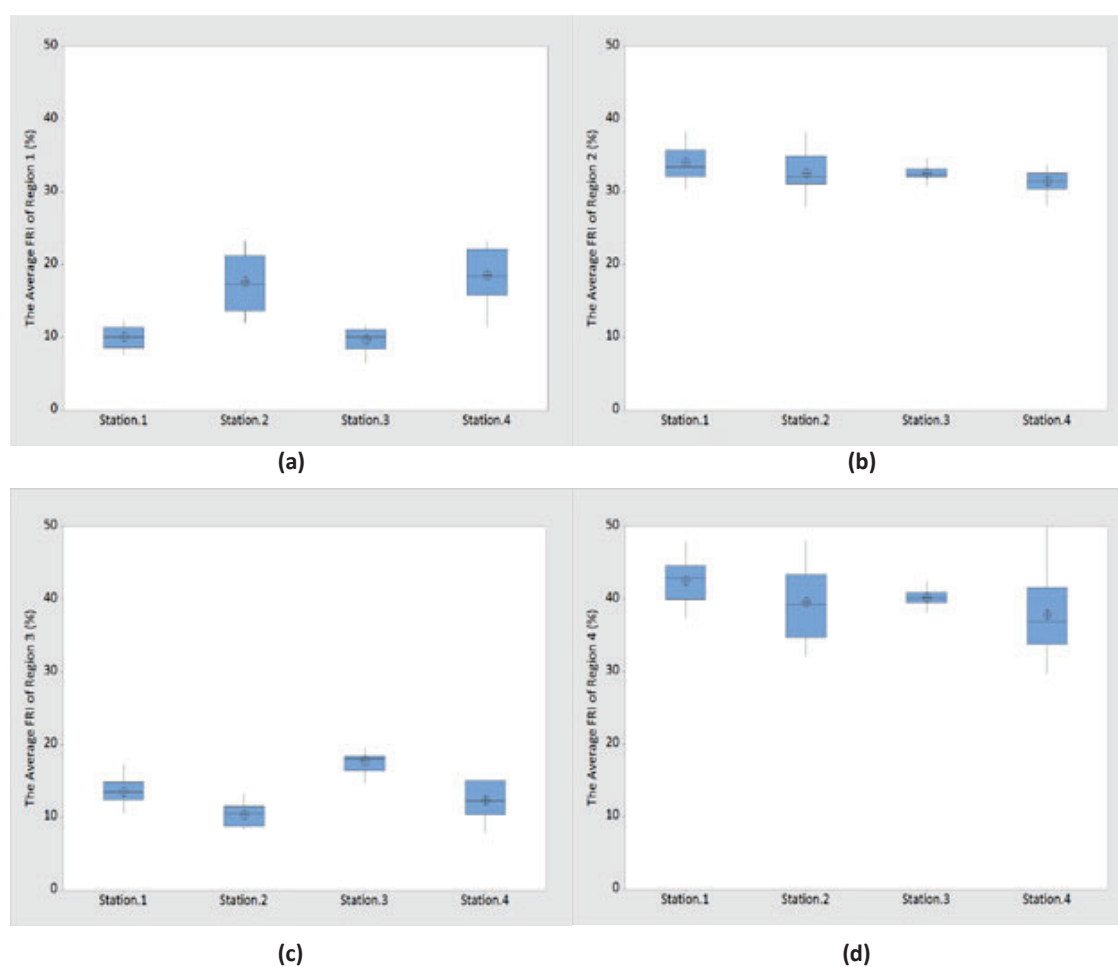 The Average FRI of Region 1 (%)
50
40
30
20
10
0
Station.1 Station.2 Station.3 Station.4
(a)
The Average FRI of Region 2 (%)
50
40
30
20
10
0
Station.1 Station.2 Station.3 Station.4
(b)
The Average FRI of Region 3 (%)
50
40
30
20
10
0
Station.1 Station.2 Station.3 Station.4
(c)
The Average FRI of Region 4 (%)
50
40
30
20
10
0
Station.1 Station.2 Station.3 Station.4
(d)